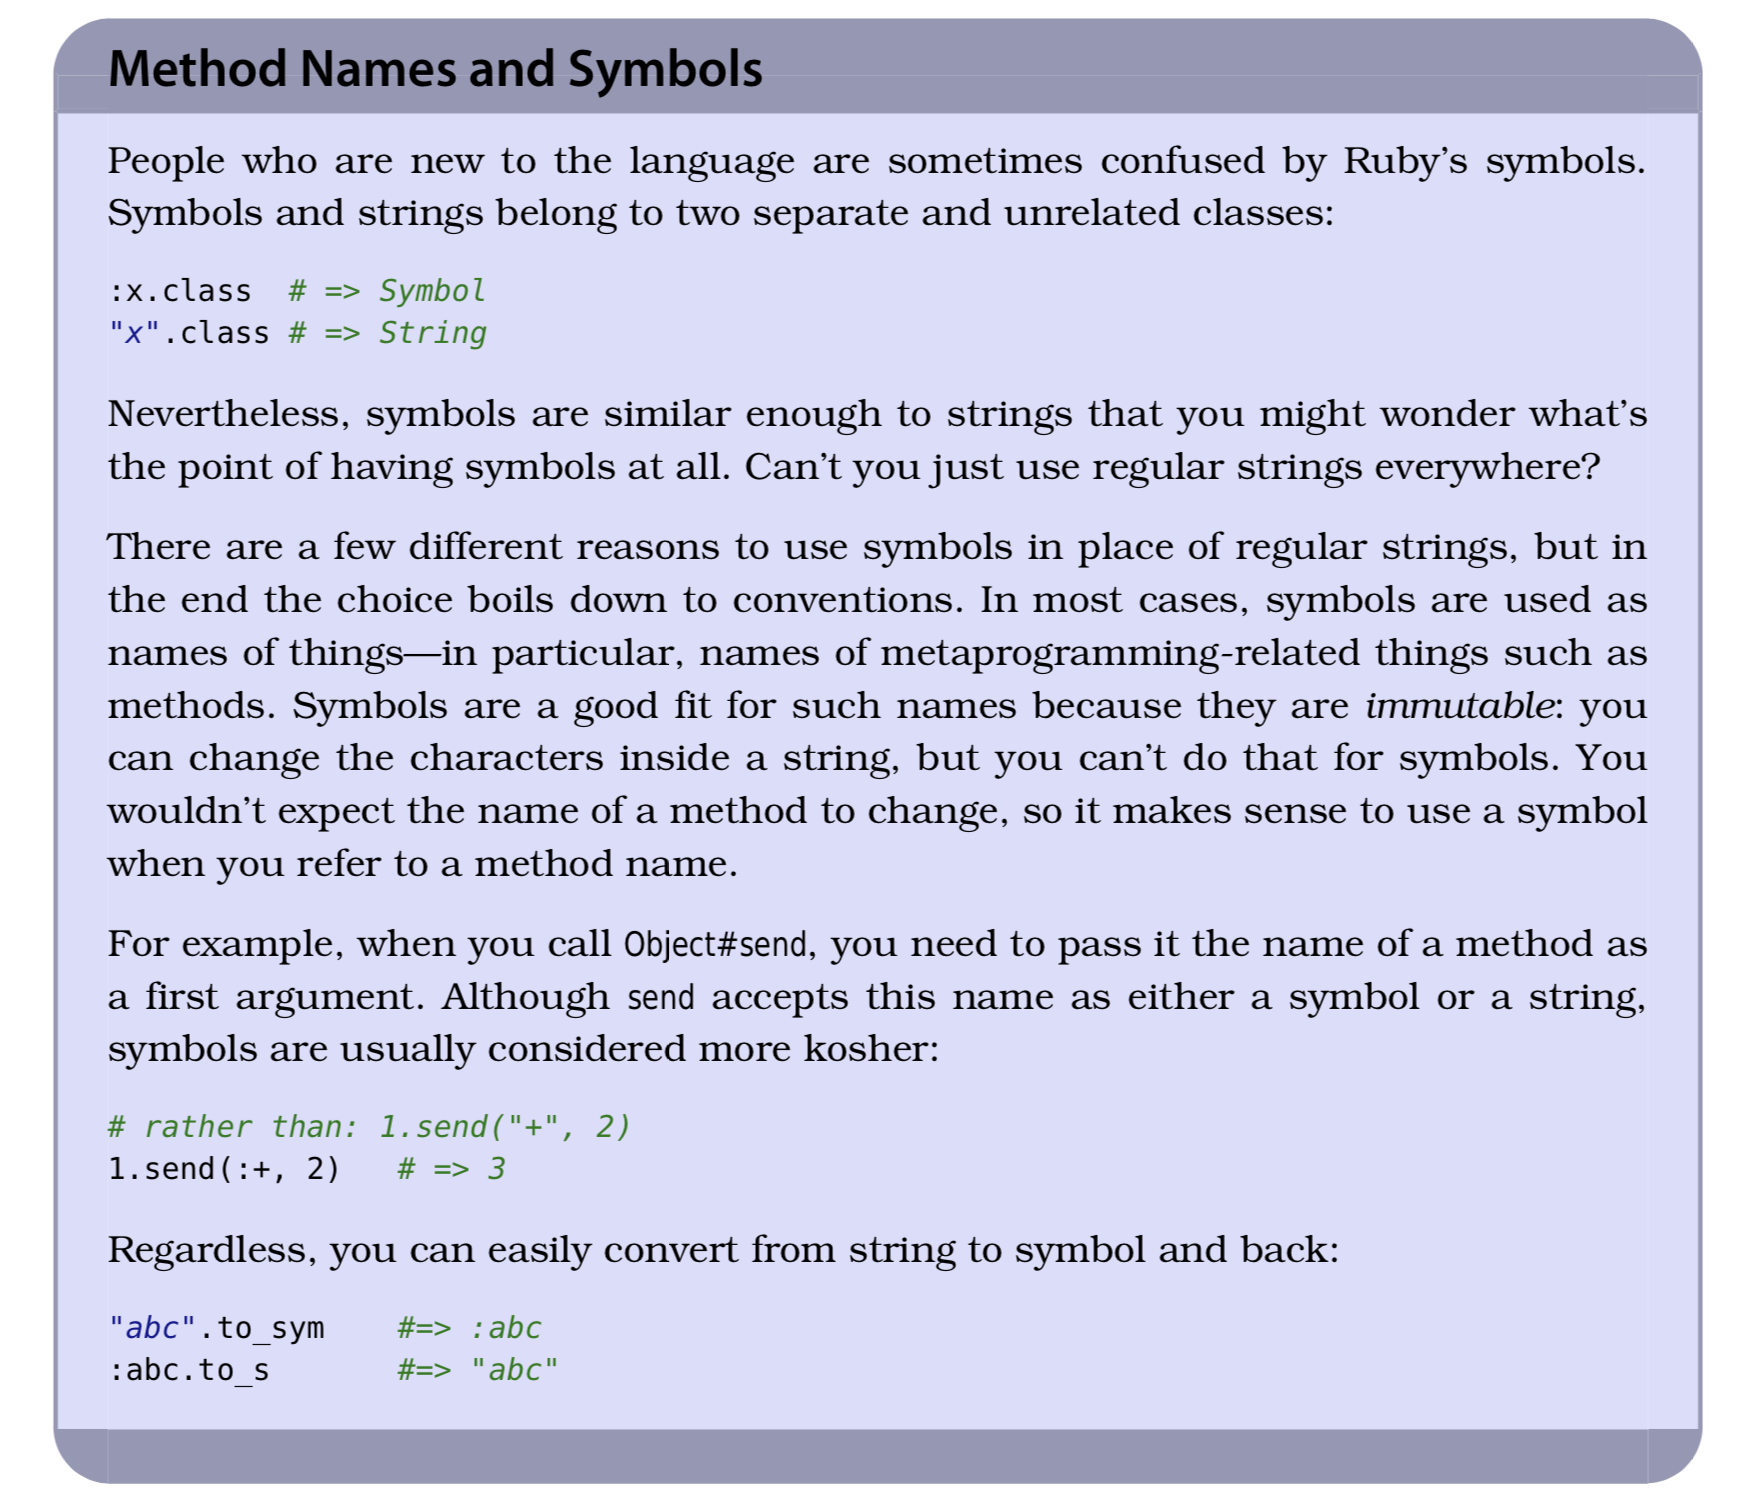 Method Names and Symbols
People who are new to the language are sometimes confused by Ruby’s symbols.
Symbols and strings belong to two separate and unrelated classes:
:x.class  # => Symbol
"x".class # => String
Nevertheless, symbols are similar enough to strings that you might wonder what’s
the point of having symbols at all. Can’t you just use regular strings everywhere?
There are a few different reasons to use symbols in place of regular strings, but in
the end the choice boils down to conventions. In most cases, symbols are used as
names of things—in particular, names of metaprogramming-related things such as
methods. Symbols are a good fit for such names because they are immutable: you
can change the characters inside a string, but you can’t do that for symbols. You
wouldn’t expect the name of a method to change, so it makes sense to use a symbol
when you refer to a method name.
For example, when you call Object#send, you need to pass it the name of a method as
a first argument. Although send accepts this name as either a symbol or a string,
symbols are usually considered more kosher:
# rather than: 1.send("+", 2)
1.send(:+, 2)   # => 3
Regardless, you can easily convert from string to symbol and back:
"abc".to_sym    #=> :abc
:abc.to_s       #=> "abc"